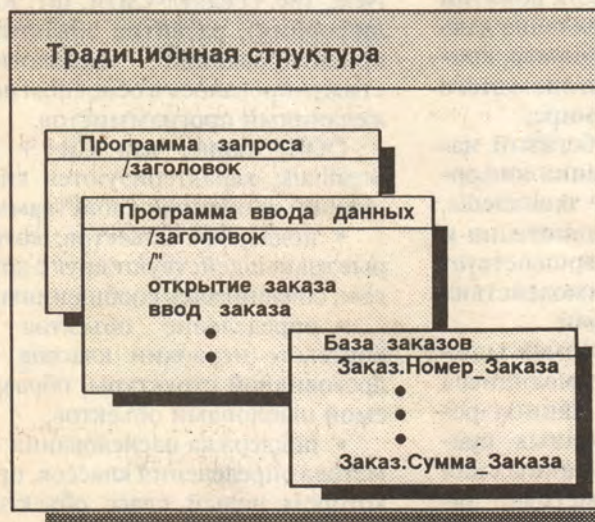 Традиционная структура
Программа запроса
/заголовок
Программа ввода данных
/заголовок
/"
открытие заказа
ввод заказа
•
•
База заказов
Заказ.Номер_Заказа
•
•
•
Заказ.Сумма_Заказа